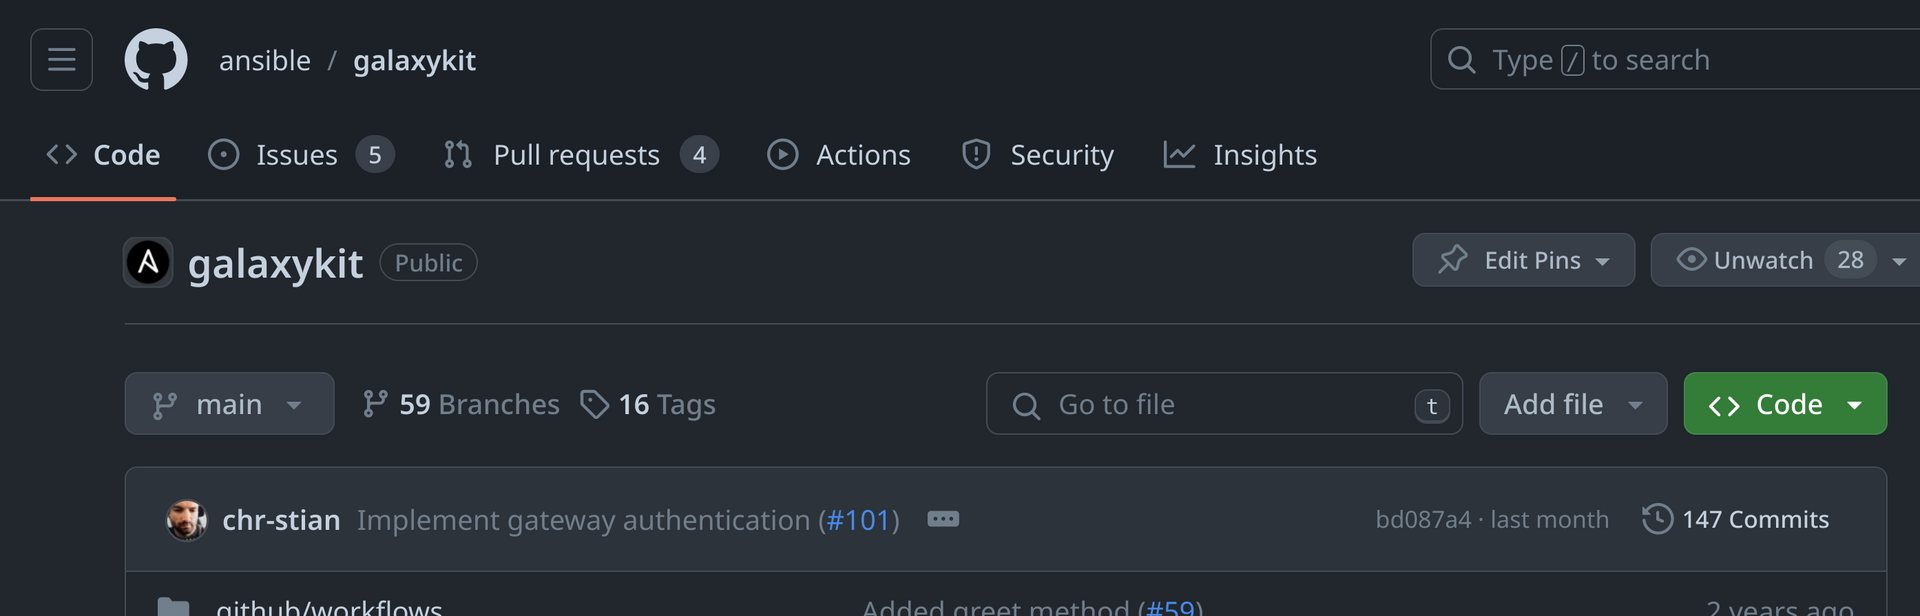 ansible / galaxykit
Type / to search
Code Issues 5 Pull requests 4 Actions Security Insights
galaxykit Public
Edit Pins Unwatch 28
main 59 Branches 16 Tags
Go to file t Add file Code
chr-stian Implement gateway authentication (#101) ··· bd087a4 · last month 147 Commits
github/workflows Added greet method (#59) 2 years ago